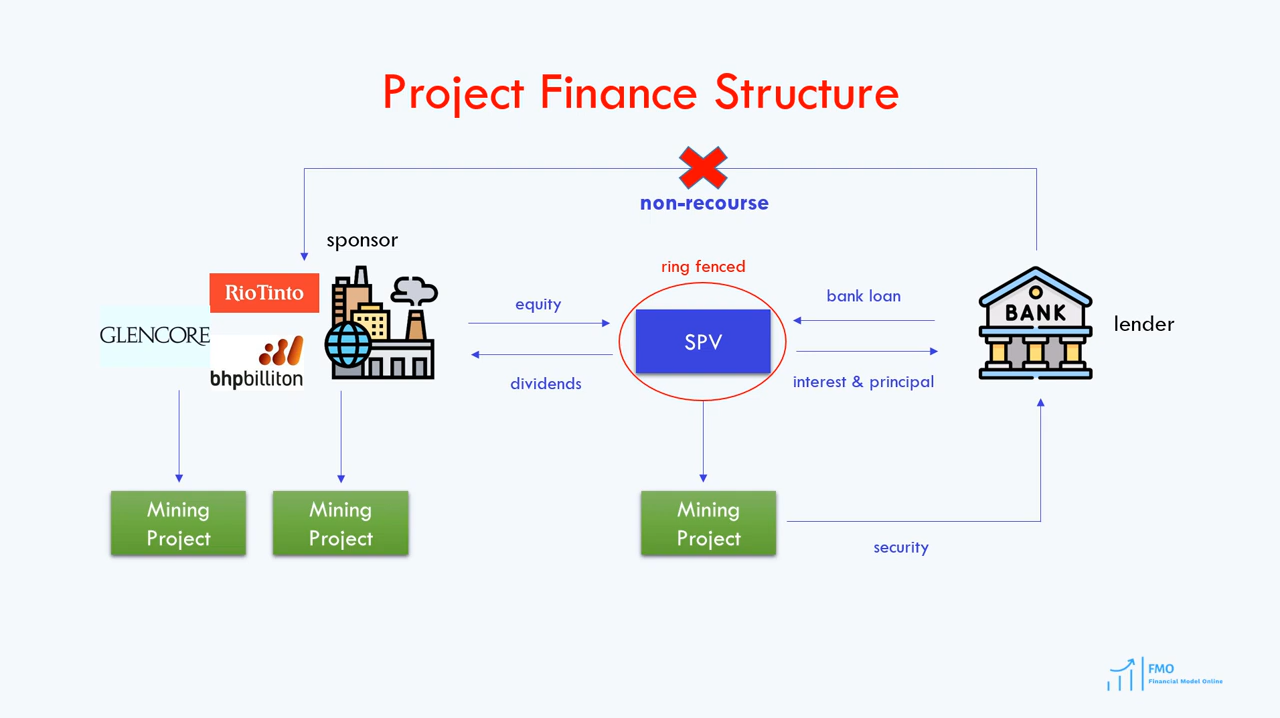 Project Finance Structure
non-recourse
sponsor
RioTinto
GLENCORE
bhpbilliton
equity
dividends
ring fenced
SPV
bank loan
interest & principal
BANK
lender
Mining
Project
Mining
Project
Mining
Project
security
FMO
Financial Model Online